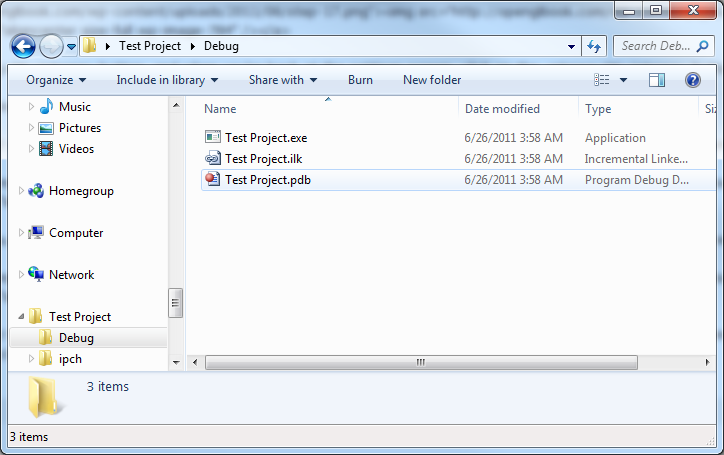 Test Project Debug
Search Deb...
Organize Include in library Share with Burn New folder
Music
Pictures
Videos
Homegroup
Computer
Network
Test Project
Debug
ipch
Name Date modified Type
Test Project.exe 6/26/2011 3:58 AM Application
Test Project.ilk 6/26/2011 3:58 AM Incremental Linke...
Test Project.pdb 6/26/2011 3:58 AM Program Debug D...
3 items
3 items